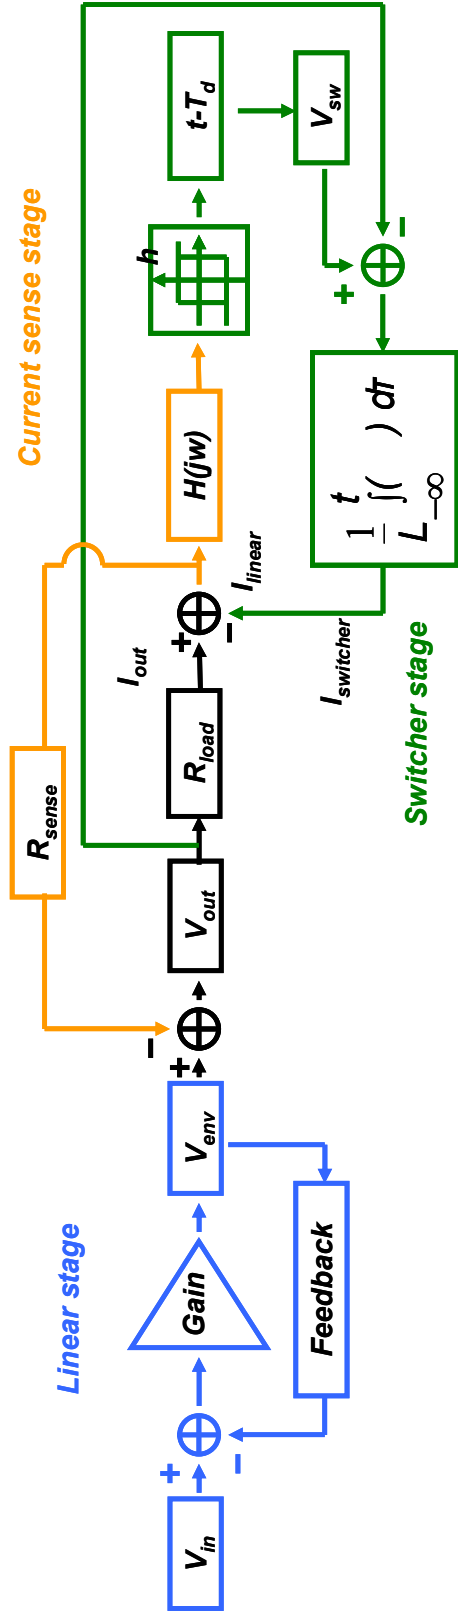 Linear stage
Current sense stage
Switcher stage
V_in
+
−
Gain
Feedback
V_env
+
−
V_out
R_sense
R_load
I_out
+
−
I_linear
I_switcher
H(jw)
h
t-T_d
V_sw
+
−
1/L ∫_{-∞}^{t} ( ) dt